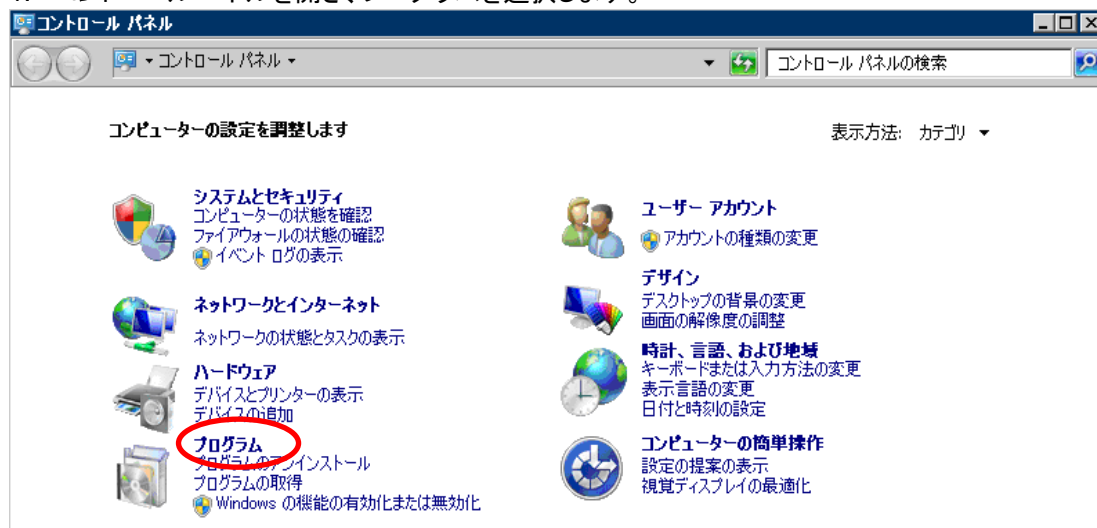 コントロール パネル
コントロール パネル
コントロール パネルの検索
コンピューターの設定を調整します
表示方法: カテゴリ
システムとセキュリティ
コンピューターの状態を確認
ファイアウォールの状態の確認
イベント ログの表示
ネットワークとインターネット
ネットワークの状態とタスクの表示
ハードウェア
デバイスとプリンターの表示
デバイスの追加
プログラム
プログラムのアンインストール
プログラムの取得
Windows の機能の有効化または無効化
ユーザー アカウント
アカウントの種類の変更
デザイン
デスクトップの背景の変更
画面の解像度の調整
時計、言語、および地域
キーボードまたは入力方法の変更
表示言語の変更
日付と時刻の設定
コンピューターの簡単操作
設定の提案の表示
視覚ディスプレイの最適化